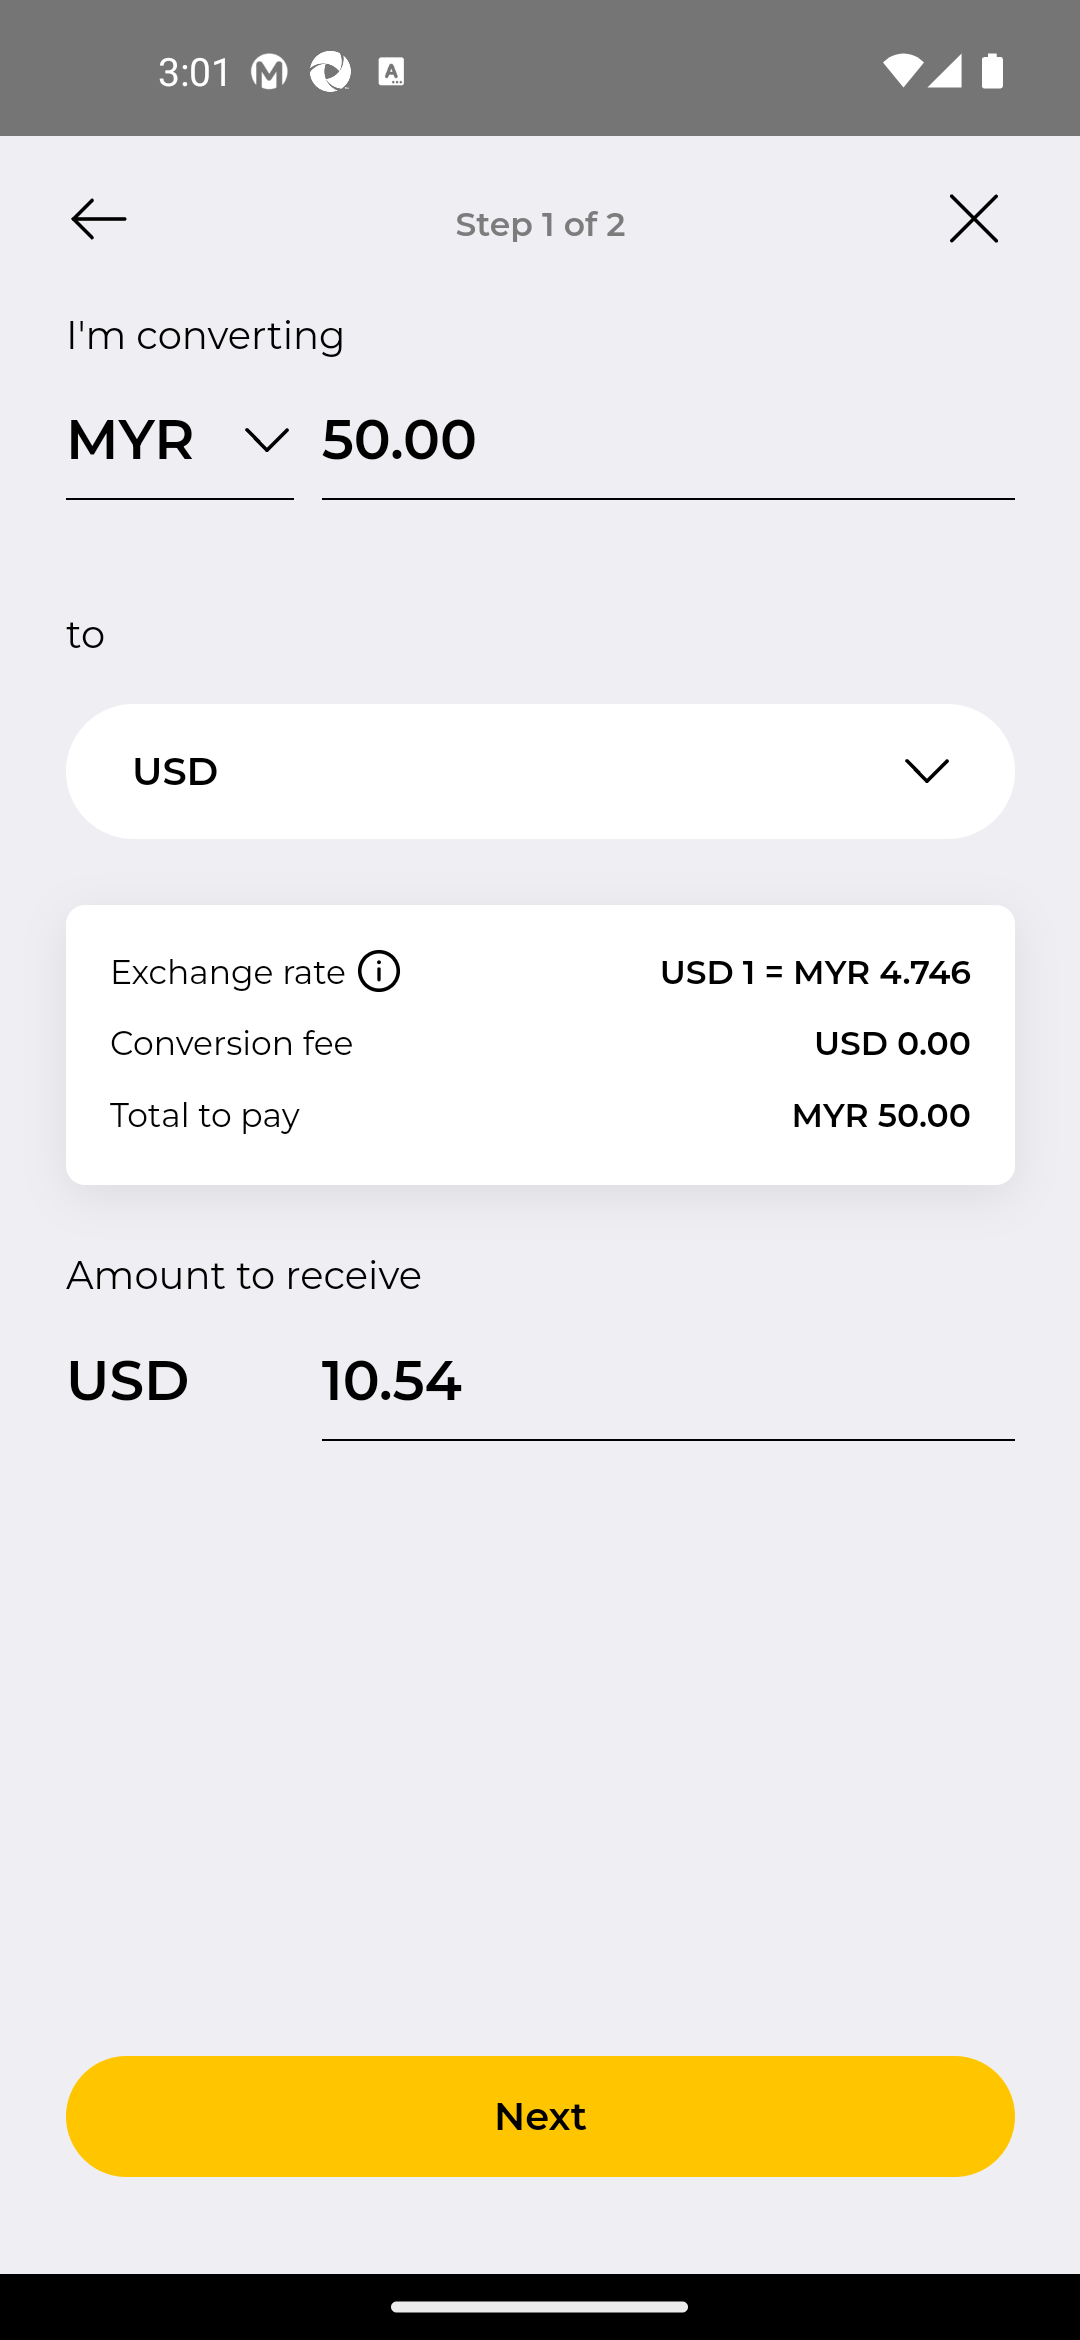 3:01
Step 1 of 2
I'm converting
MYR 50.00
to
USD
Exchange rate USD 1 = MYR 4.746
Conversion fee USD 0.00
Total to pay MYR 50.00
Amount to receive
USD 10.54
Next